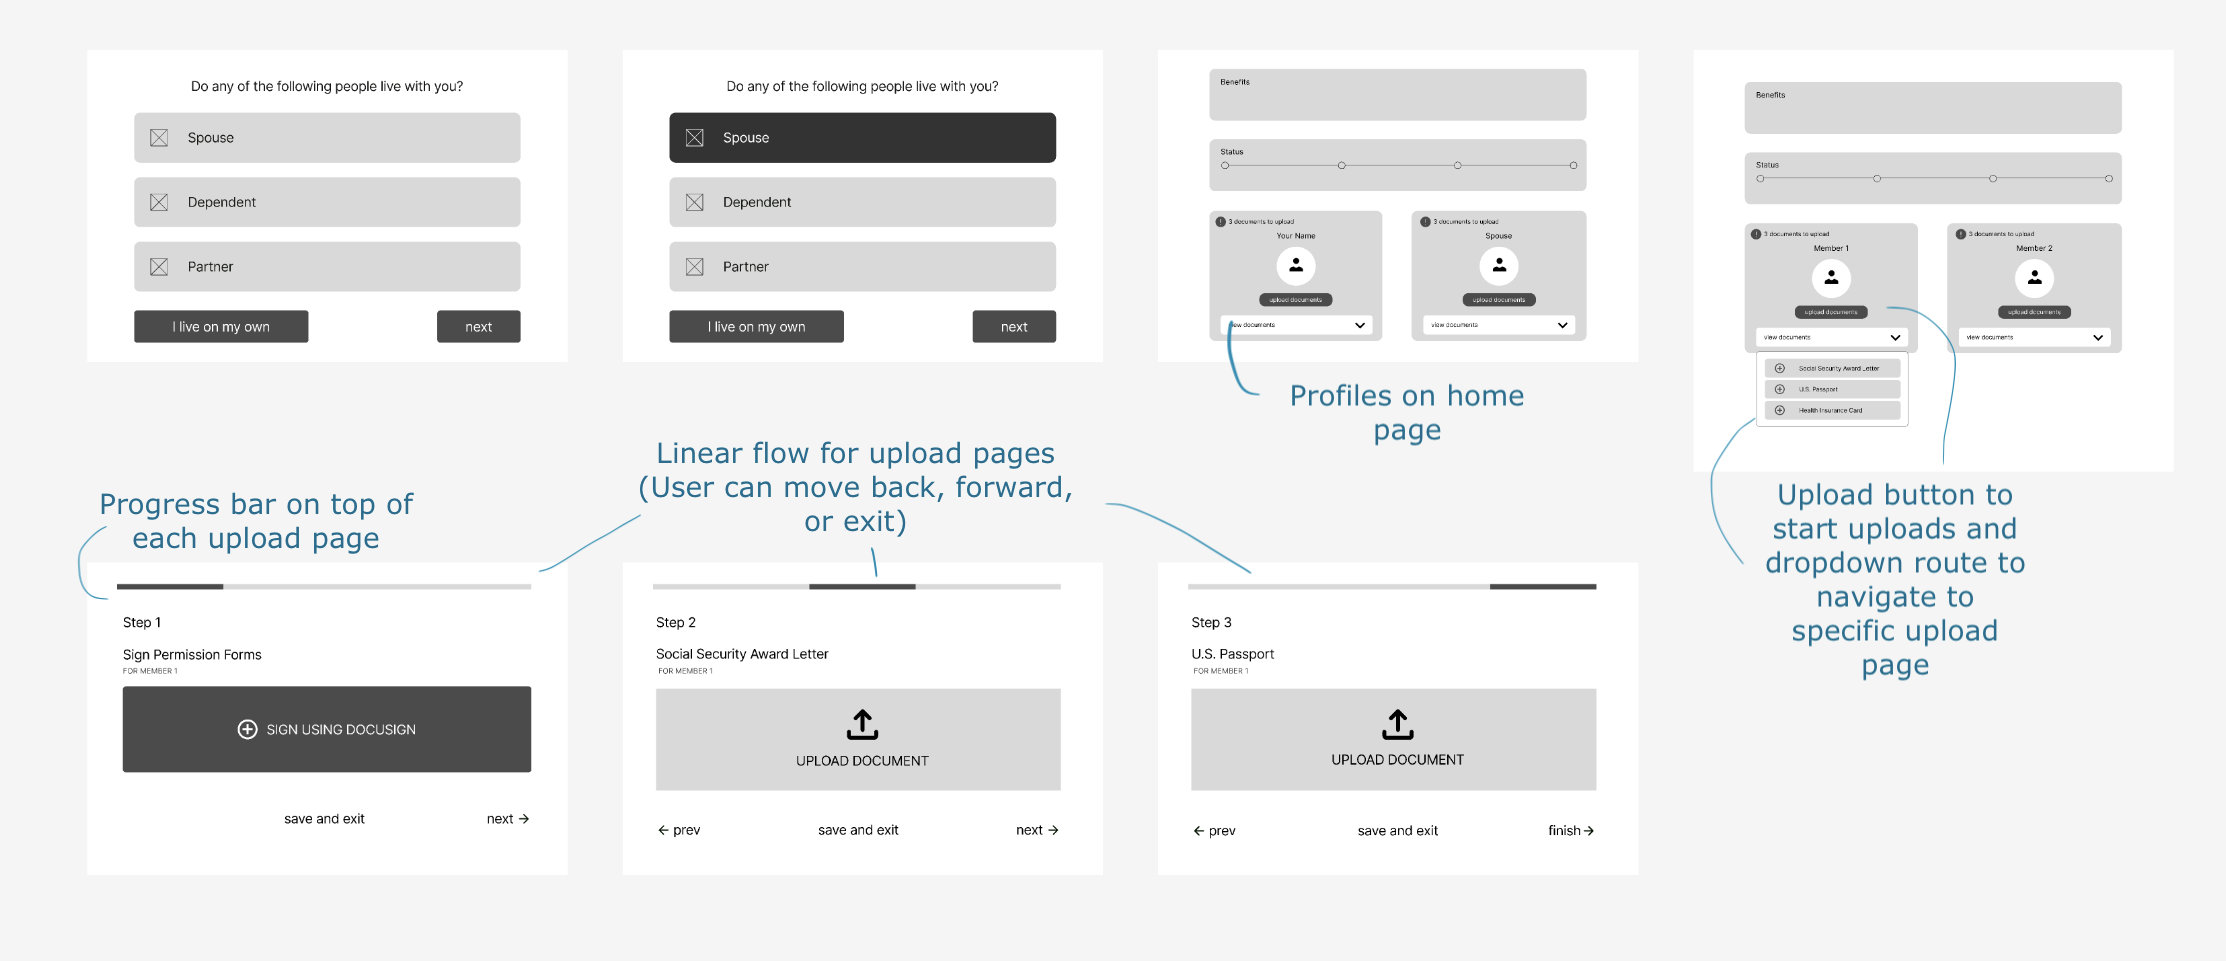 Do any of the following people live with you?
Spouse
Dependent
Partner
I live on my own
next
Do any of the following people live with you?
Spouse
Dependent
Partner
I live on my own
next
Benefits
Status
3 documents to upload
Your Name
upload documents
view documents
3 documents to upload
Spouse
upload documents
view documents
Profiles on home
page
Benefits
Status
3 documents to upload
Member 1
upload documents
view documents
Social Security Award Letter
U.S. Passport
Health Insurance Card
3 documents to upload
Member 2
upload documents
view documents
Upload button to
start uploads and
dropdown route to
navigate to
specific upload
page
Progress bar on top of
each upload page
Linear flow for upload pages
(User can move back, forward,
or exit)
Step 1
Sign Permission Forms
FOR MEMBER 1
SIGN USING DOCUSIGN
save and exit
next →
Step 2
Social Security Award Letter
FOR MEMBER 1
UPLOAD DOCUMENT
← prev
save and exit
next →
Step 3
U.S. Passport
FOR MEMBER 1
UPLOAD DOCUMENT
← prev
save and exit
finish →